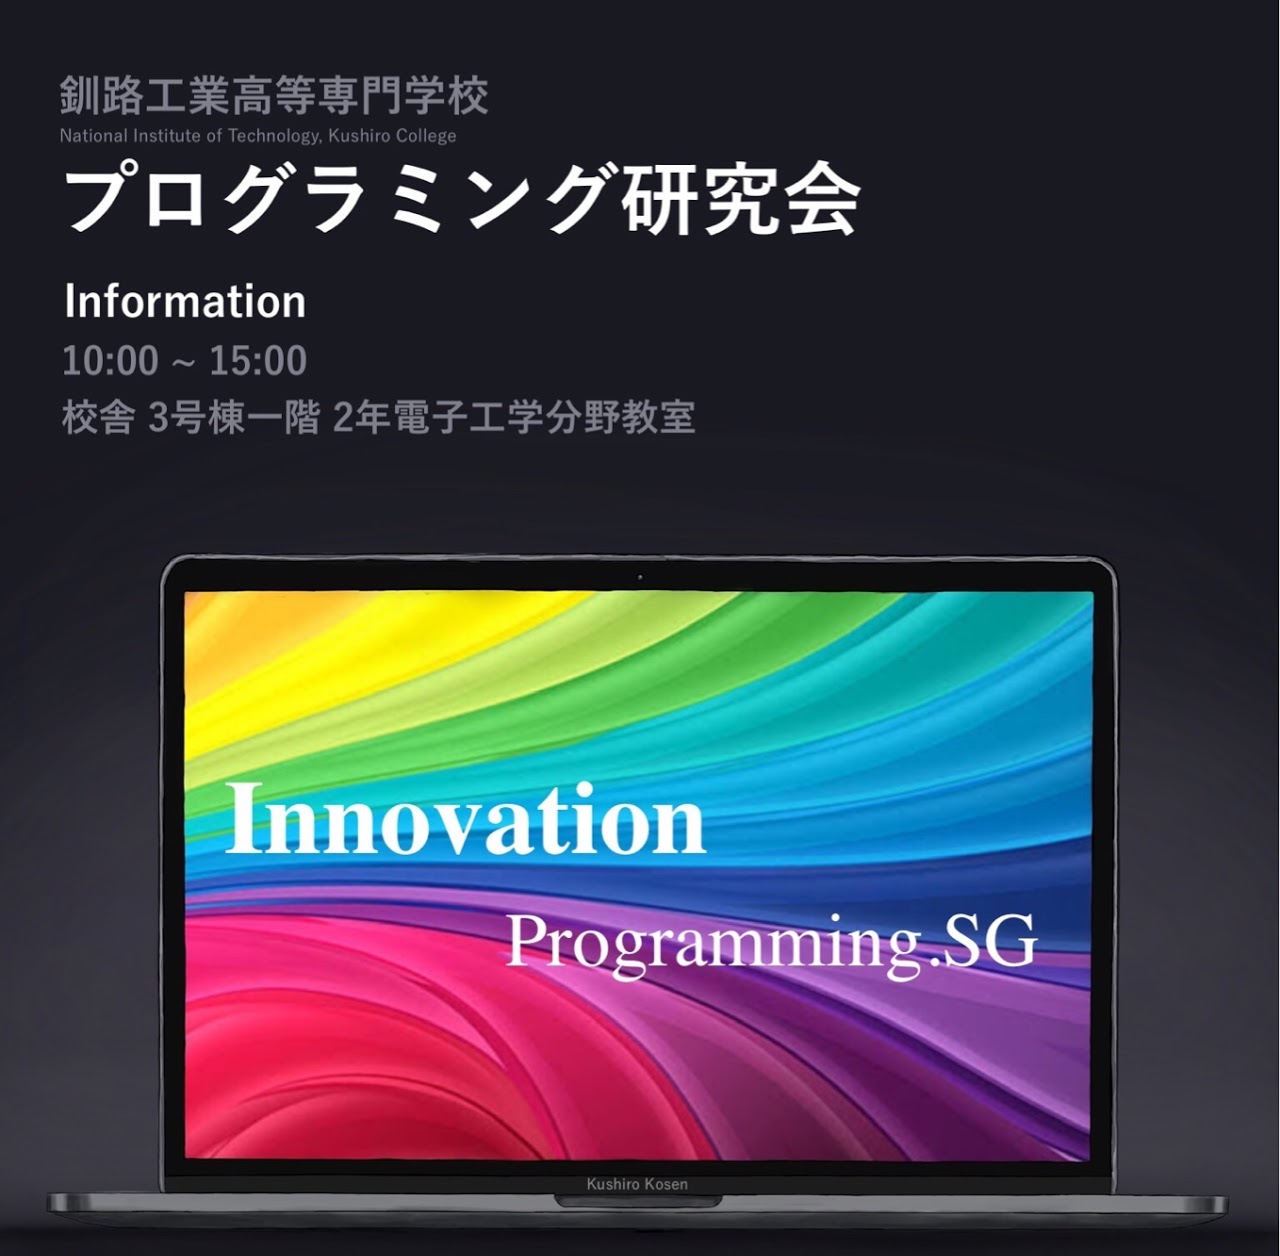 釧路工業高等専門学校
National Institute of Technology, Kushiro College
プログラミング研究会
Information
10:00 ~ 15:00
校舎 3号棟一階 2年電子工学分野教室
Innovation
Programming.SG
Kushiro Kosen